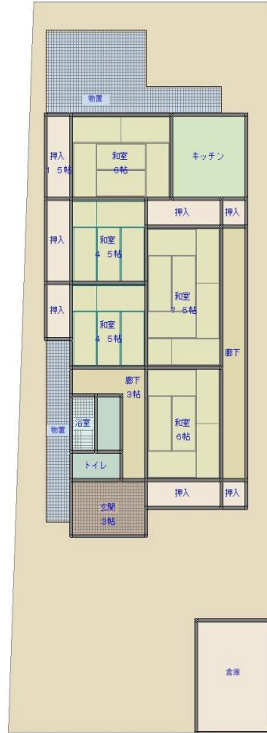 物置
押入
1．5帖
和室
6帖
キッチン
押入
和室
4．5帖
押入
押入
押入
和室
4．5帖
和室
7．5帖
廊下
廊下
3帖
浴室
物置
和室
6帖
トイレ
玄関
3帖
押入
押入
倉庫